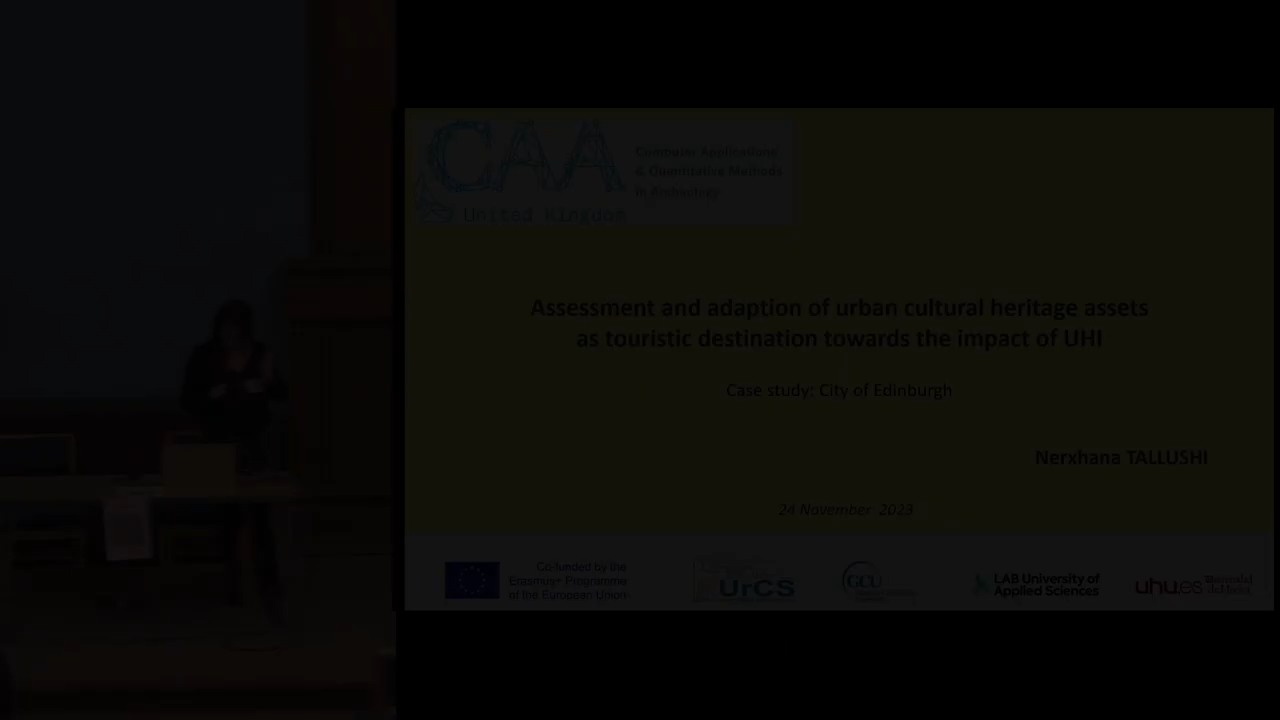 CAA
Computer Applications
& Quantitative Methods
in Archaeology
United Kingdom
Assessment and adaption of urban cultural heritage assets
as touristic destination towards the impact of UHI
Case study: City of Edinburgh
Nerxhana TALLUSHI
24 November 2023
Co-funded by the
Erasmus+ Programme
of the European Union
UrCS
GCU
LAB University of
Applied Sciences
uhu.es